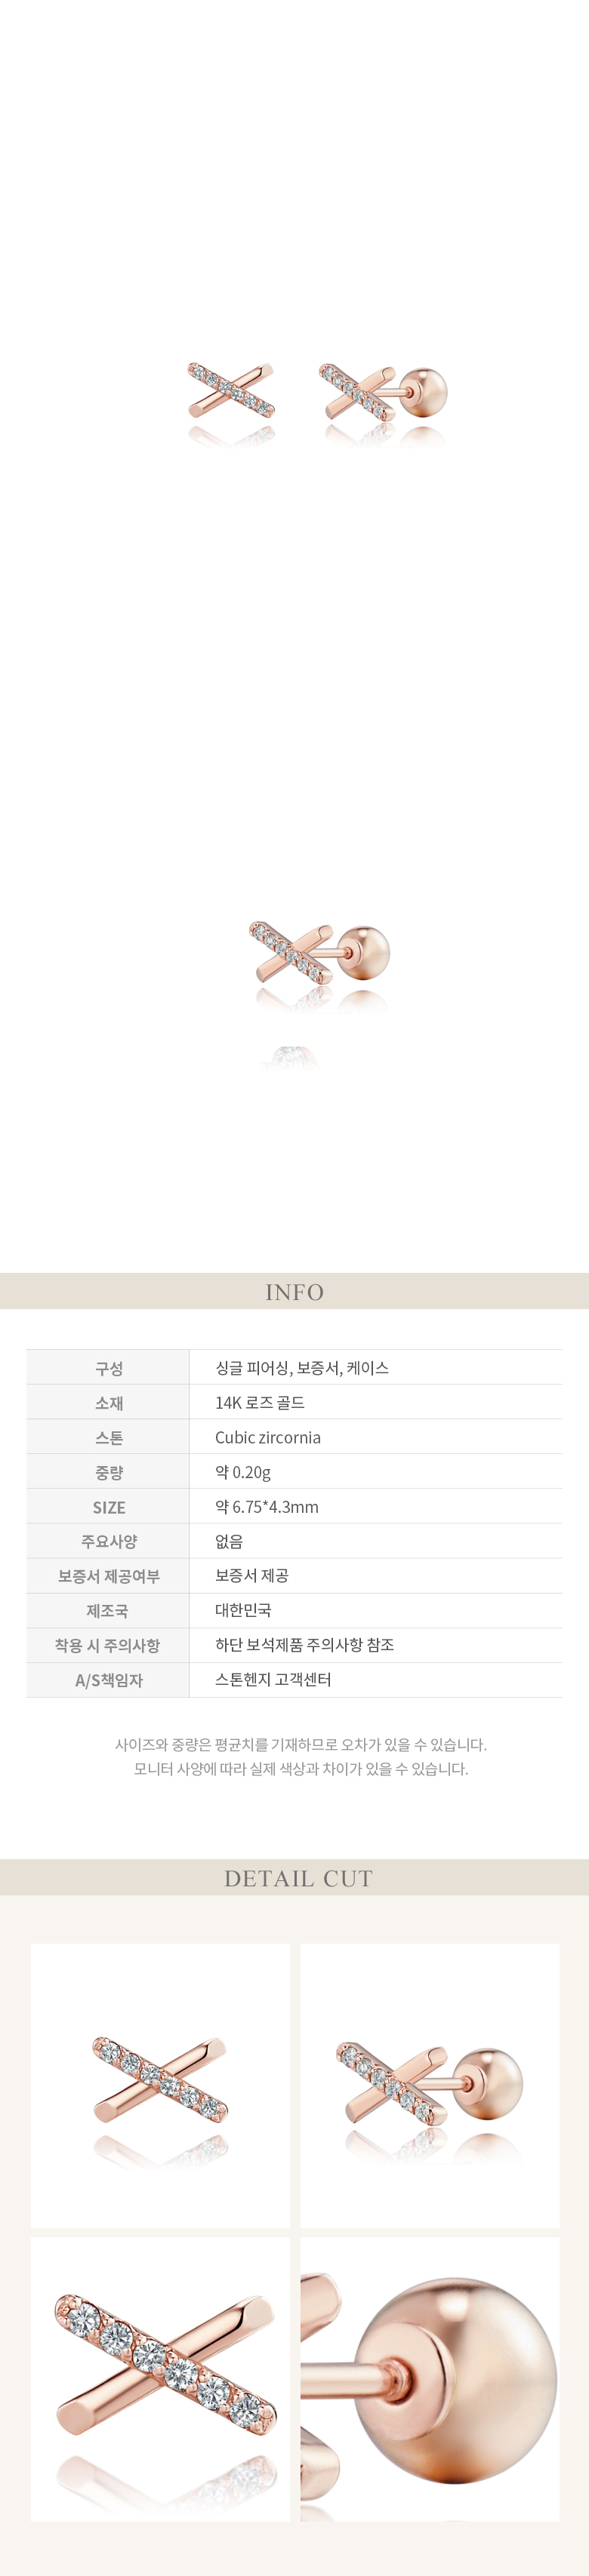 INFO
구성 싱글 피어싱, 보증서, 케이스
소재 14K 로즈 골드
스톤 Cubic zircornia
중량 약 0.20g
SIZE 약 6.75*4.3mm
주요사양 없음
보증서 제공여부 보증서 제공
제조국 대한민국
착용 시 주의사항 하단 보석제품 주의사항 참조
A/S책임자 스톤헨지 고객센터
사이즈와 중량은 평균치를 기재하므로 오차가 있을 수 있습니다.
모니터 사양에 따라 실제 색상과 차이가 있을 수 있습니다.
DETAIL CUT